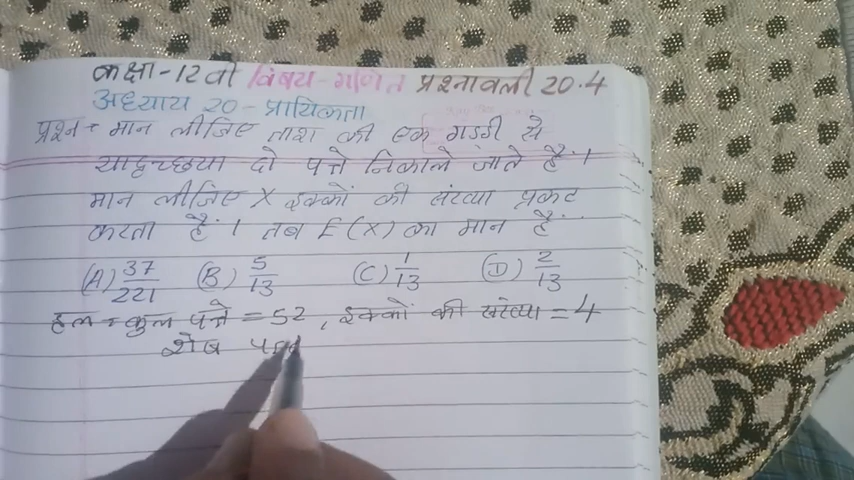 कक्षा-12वी विषय-गणित प्रश्नावली 20.4
अध्याय 20-प्रायिकता
प्रश्न÷ मान लीजिए ताश की एक गड्डी से
यादृच्छया दो पत्ते निकाले जाते हैं।
मान लीजिए X इक्कों की संख्या प्रकट
करता है। तब E(X) का मान है
(A) 37/221 (B) 5/13 (C) 1/13 (D) 2/13
हल÷ कुल पत्ते = 52, इक्कों की संख्या = 4
शेष